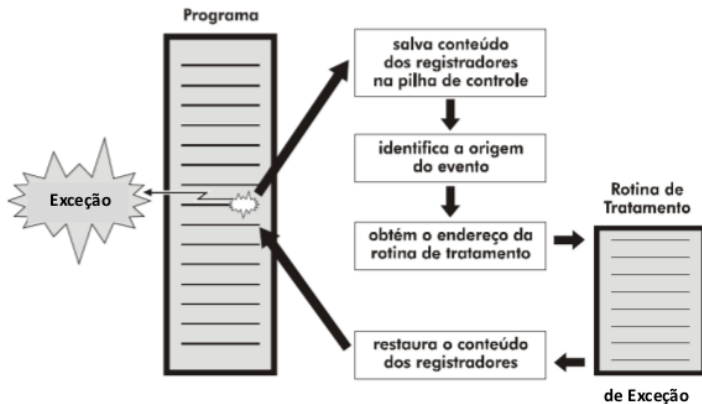 Programa
salva conteúdo
dos registradores
na pilha de controle
identifica a origem
do evento
Exceção
obtém o endereço da
rotina de tratamento
Rotina de
Tratamento
restaura o conteúdo
dos registradores
de Exceção